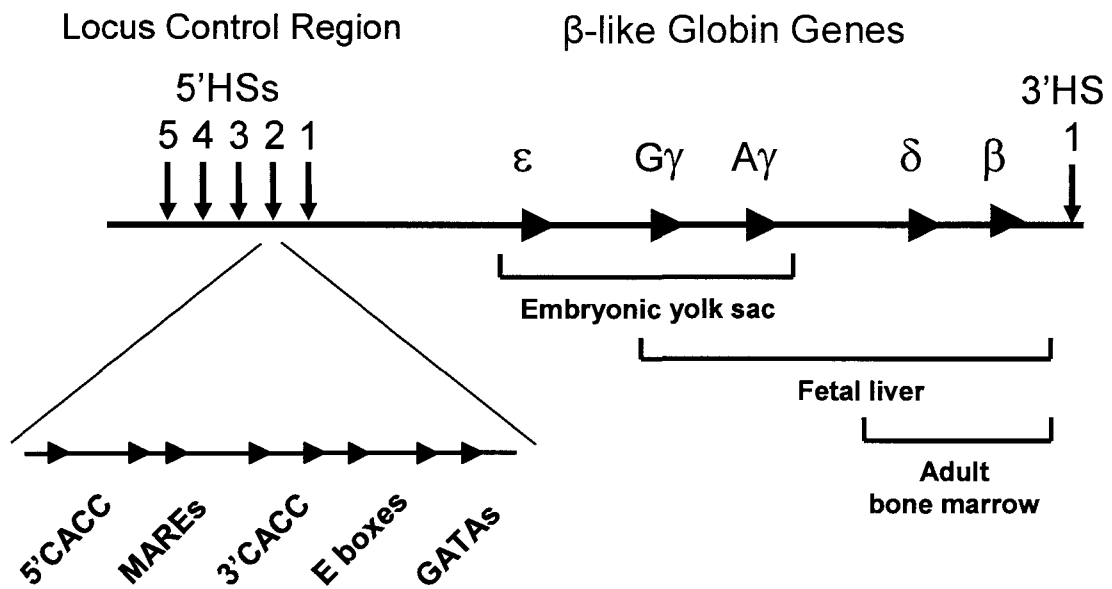 Locus Control Region
β-like Globin Genes
5'HSs
3'HS
5 4 3 2 1
1
ε
Gγ
Aγ
δ
β
Embryonic yolk sac
Fetal liver
Adult
bone marrow
5'CACC
MAREs
3'CACC
E boxes
GATAs